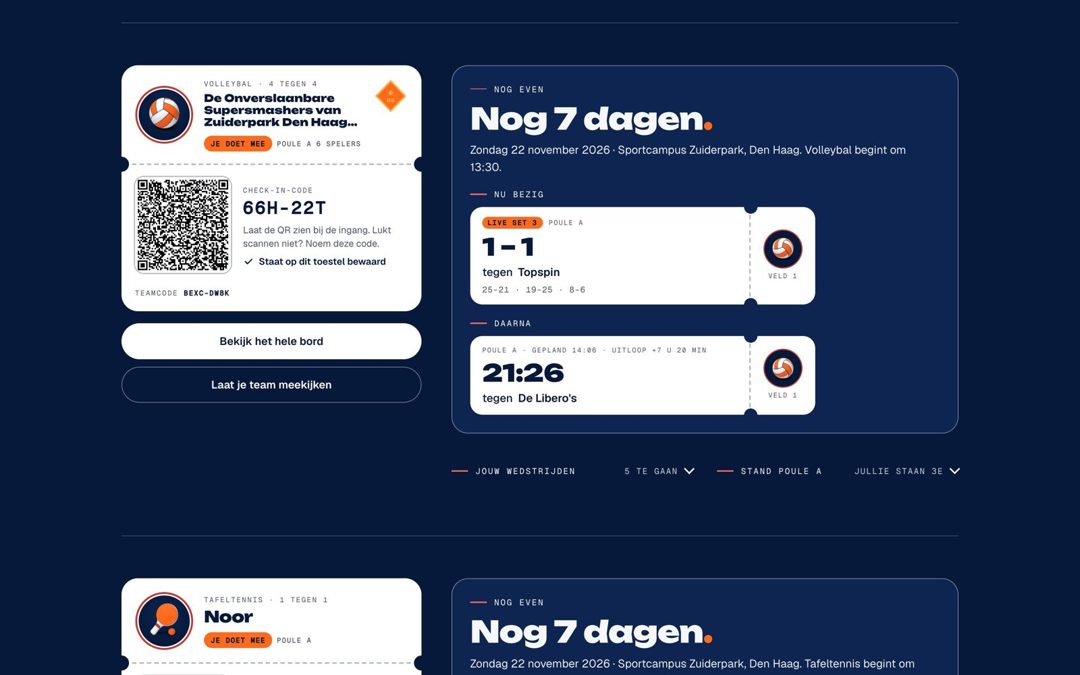 VOLLEYBAL · 4 TEGEN 4
De Onverslaanbare
Supersmashers van
Zuiderpark Den Haag...
JE DOET MEE
POULE A 6 SPELERS
CHECK-IN-CODE
66H-22T
Laat de QR zien bij de ingang. Lukt
scannen niet? Noem deze code.
Staat op dit toestel bewaard
TEAMCODE BEXC-DW8K
Bekijk het hele bord
Laat je team meekijken
NOG EVEN
Nog 7 dagen.
Zondag 22 november 2026 · Sportcampus Zuiderpark, Den Haag. Volleybal begint om
13:30.
NU BEZIG
LIVE SET 3 POULE A
1–1
tegen Topspin
25-21 · 19-25 · 8-6
VELD 1
DAARNA
POULE A · GEPLAND 14:06 · UITLOOP +7 U 20 MIN
21:26
tegen De Libero's
VELD 1
JOUW WEDSTRIJDEN 5 TE GAAN
STAND POULE A JULLIE STAAN 3E
TAFELTENNIS · 1 TEGEN 1
Noor
JE DOET MEE POULE A
NOG EVEN
Nog 7 dagen.
Zondag 22 november 2026 · Sportcampus Zuiderpark, Den Haag. Tafeltennis begint om